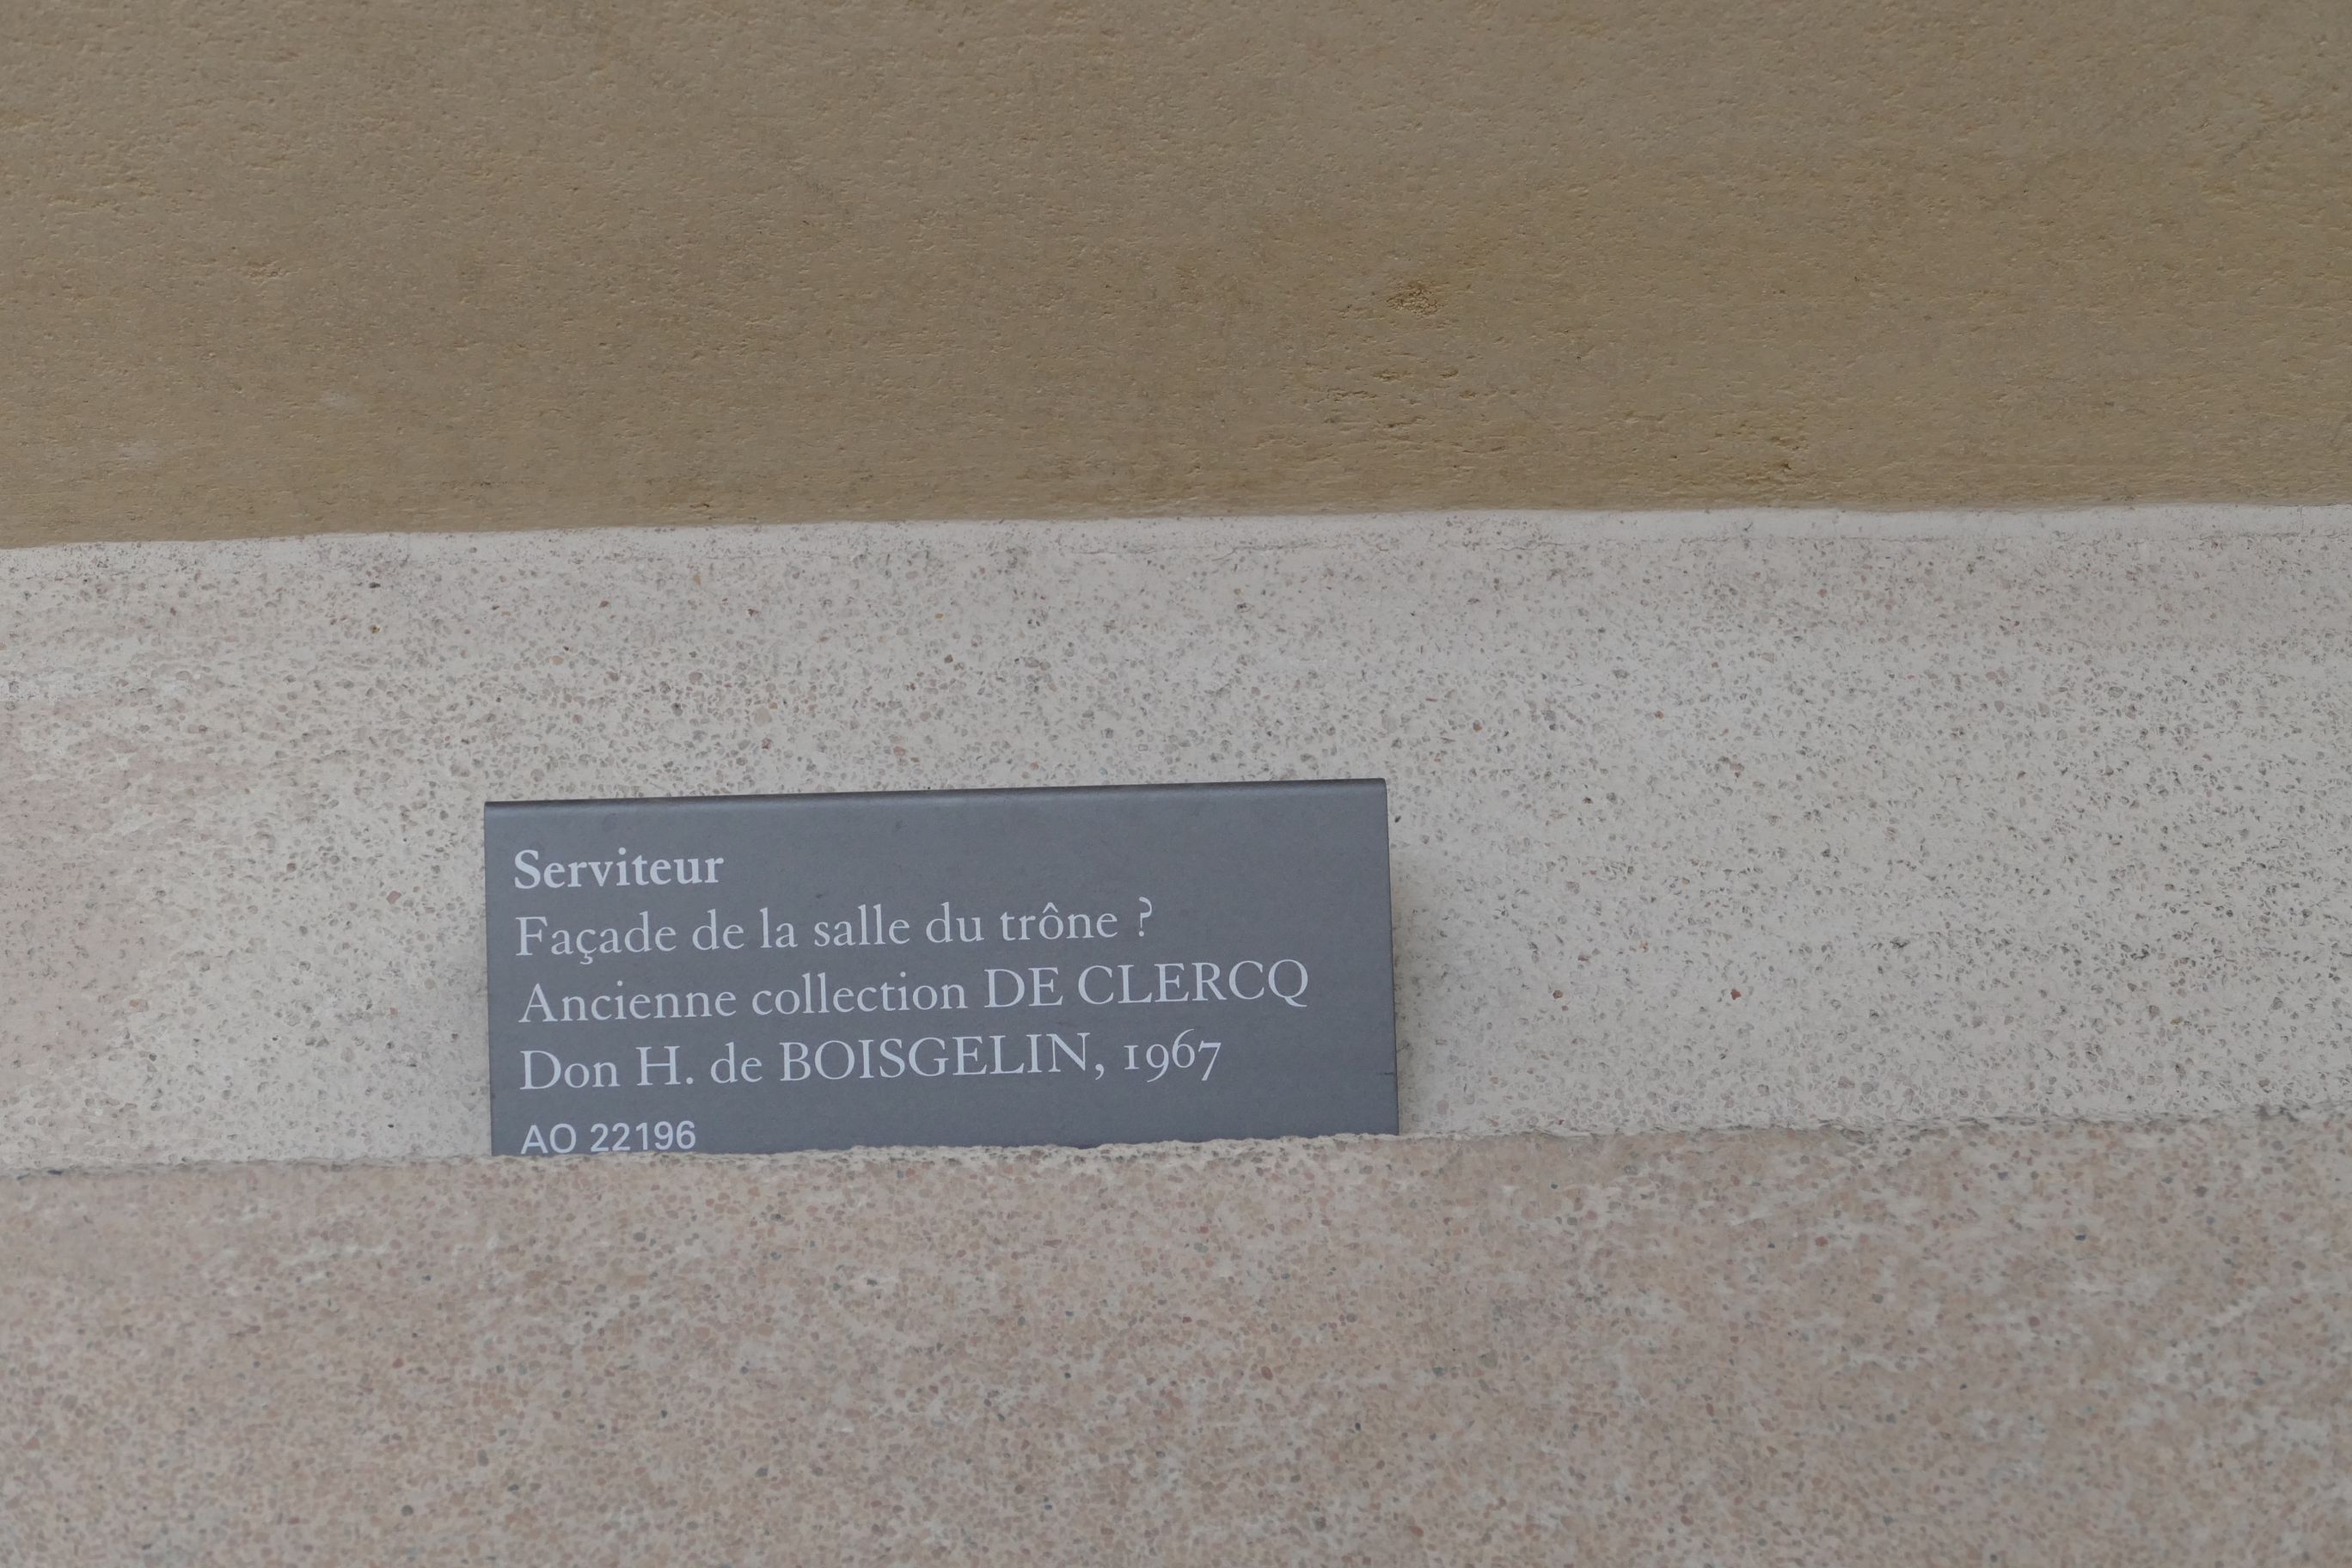 Serviteur
Façade de la salle du trône ?
Ancienne collection DE CLERCQ
Don H. de BOISGELIN, 1967
AO 22196